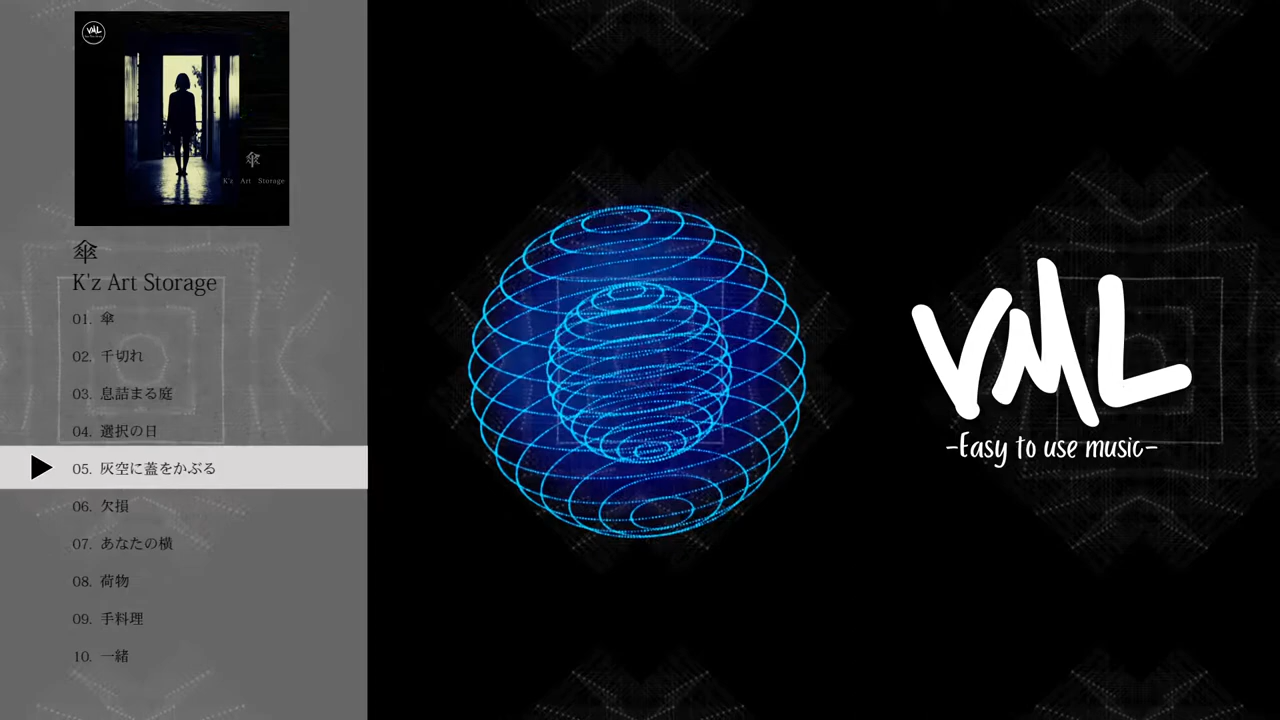 VML
傘
K'z Art Storage
傘
K'z Art Storage
01. 傘
02. 千切れ
03. 息詰まる庭
04. 選択の日
05. 灰空に蓋をかぶる
06. 欠損
07. あなたの横
08. 荷物
09. 手料理
10. 一緒
VML
-Easy to use music-